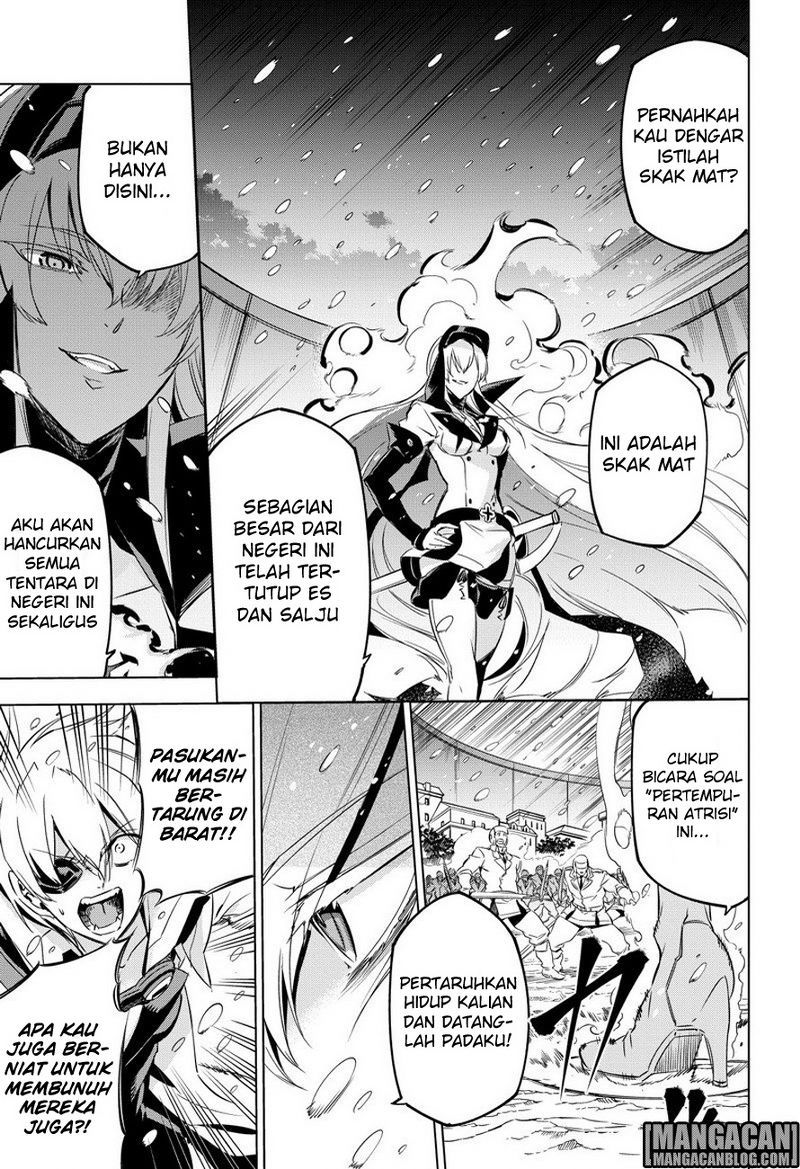 PERNAHKAH
KAU DENGAR
ISTILAH
SKAK MAT?
INI ADALAH
SKAK MAT
SEBAGIAN
BESAR DARI
NEGERI INI
TELAH TER-
TUTUP ES
DAN SALJU
BUKAN
HANYA
DISINI...
AKU AKAN
HANCURKAN
SEMUA
TENTARA DI
NEGERI INI
SEKALIGUS
CUKUP
BICARA SOAL
"PERTEMPU-
RAN ATRISI"
INI...
PERTARUHKAN
HIDUP KALIAN
DAN DATANG-
LAH PADAKU!
PASUKAN-
MU MASIH
BER-
TARUNG DI
BARAT!!
APA KAU
JUGA BER-
NIAT UNTUK
MEMBUNUH
MEREKA
JUGA?!
MANGACAN
MANGACANBLOG.COM